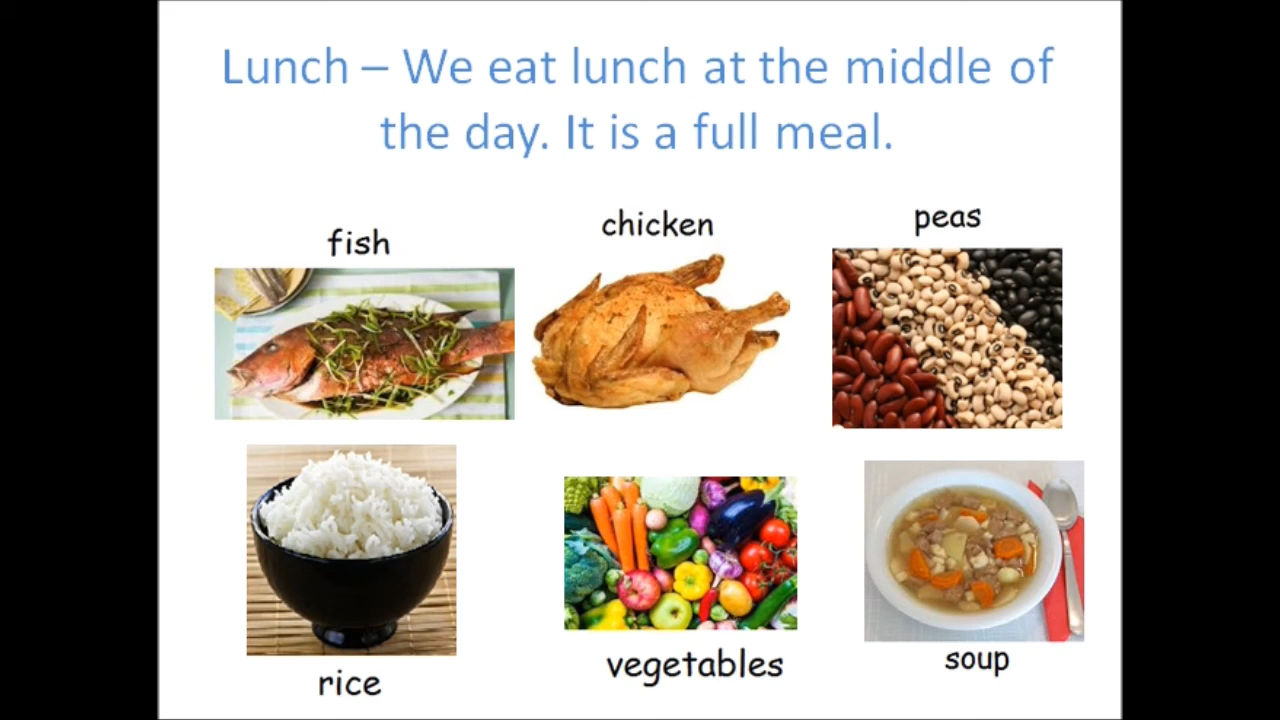 Lunch – We eat lunch at the middle of
the day. It is a full meal.
fish
chicken
peas
rice
vegetables
soup